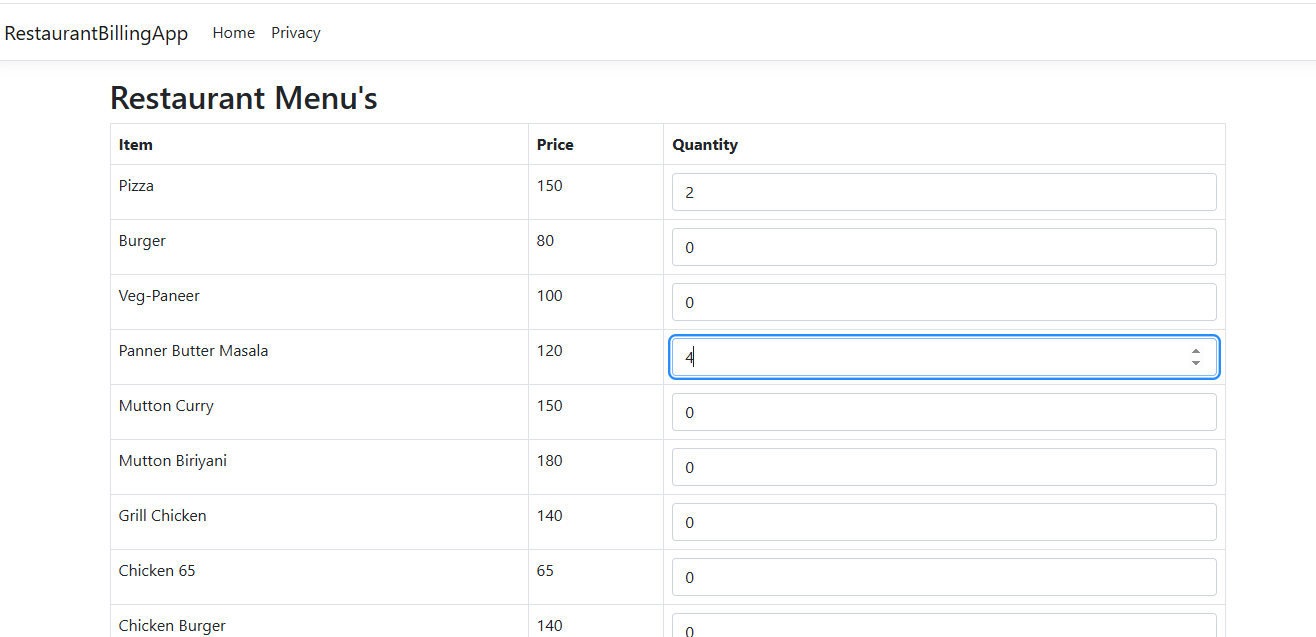 RestaurantBillingApp Home Privacy
Restaurant Menu's
Item Price Quantity
Pizza 150 2
Burger 80 0
Veg-Paneer 100 0
Panner Butter Masala 120 4
Mutton Curry 150 0
Mutton Biriyani 180 0
Grill Chicken 140 0
Chicken 65 65 0
Chicken Burger 140 0